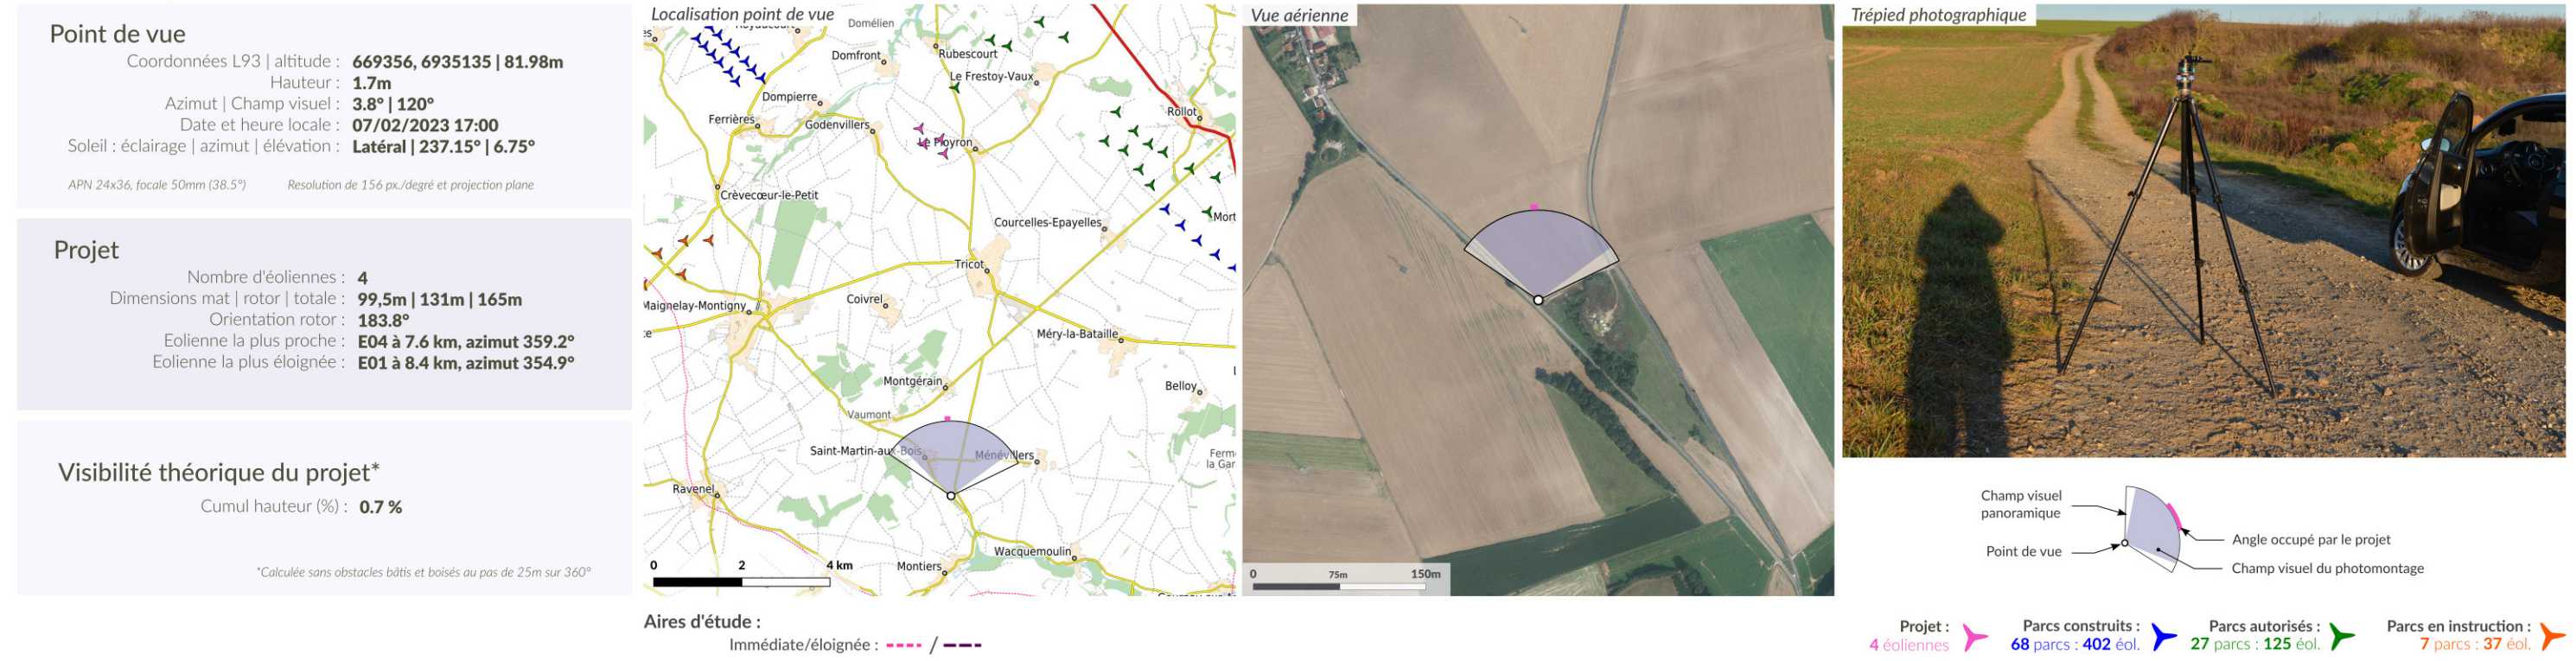 Point de vue
Coordonnées L93 | altitude : 669356, 6935135 | 81.98m
Hauteur : 1.7m
Azimut | Champ visuel : 3.8° | 120°
Date et heure locale : 07/02/2023 17:00
Soleil : éclairage | azimut | élévation : Latéral | 237.15° | 6.75°
APN 24x36, focale 50mm (38.5°) Resolution de 156 px./degré et projection plane
Projet
Nombre d'éoliennes : 4
Dimensions mat | rotor | totale : 99,5m | 131m | 165m
Orientation rotor : 183.8°
Eolienne la plus proche : E04 à 7.6 km, azimut 359.2°
Eolienne la plus éloignée : E01 à 8.4 km, azimut 354.9°
Visibilité théorique du projet*
Cumul hauteur (%) : 0.7 %
*Calculée sans obstacles bâtis et boisés au pas de 25m sur 360°
Localisation point de vue
Domélien
Domfront
Rubescourt
Le Frestoy-Vaux
Dompierre
Ferrières
Godenvillers
Rollot
Le Ployron
Crèvecœur-le-Petit
Courcelles-Epayelles
Mort
Tricot
Coivrel
Maignelay-Montigny
Méry-la-Bataille
Montgérain
Belloy
Vaumont
Saint-Martin-aux-Bois
Ménévillers
Ferm
la Gar
Ravenel
Wacquemoulin
Montiers
0 2 4 km
Aires d'étude :
Immédiate/éloignée : /
Vue aérienne
0 75m 150m
Trépied photographique
Champ visuel
panoramique
Point de vue
Angle occupé par le projet
Champ visuel du photomontage
Projet :
4 éoliennes
Parcs construits :
68 parcs : 402 éol.
Parcs autorisés :
27 parcs : 125 éol.
Parcs en instruction :
7 parcs : 37 éol.